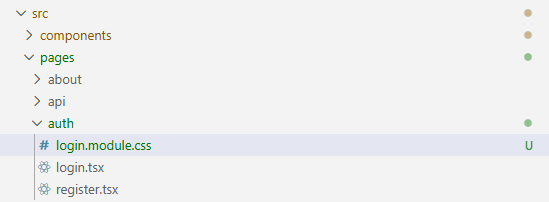 src
components
pages
about
api
auth
# login.module.css U
login.tsx
register.tsx